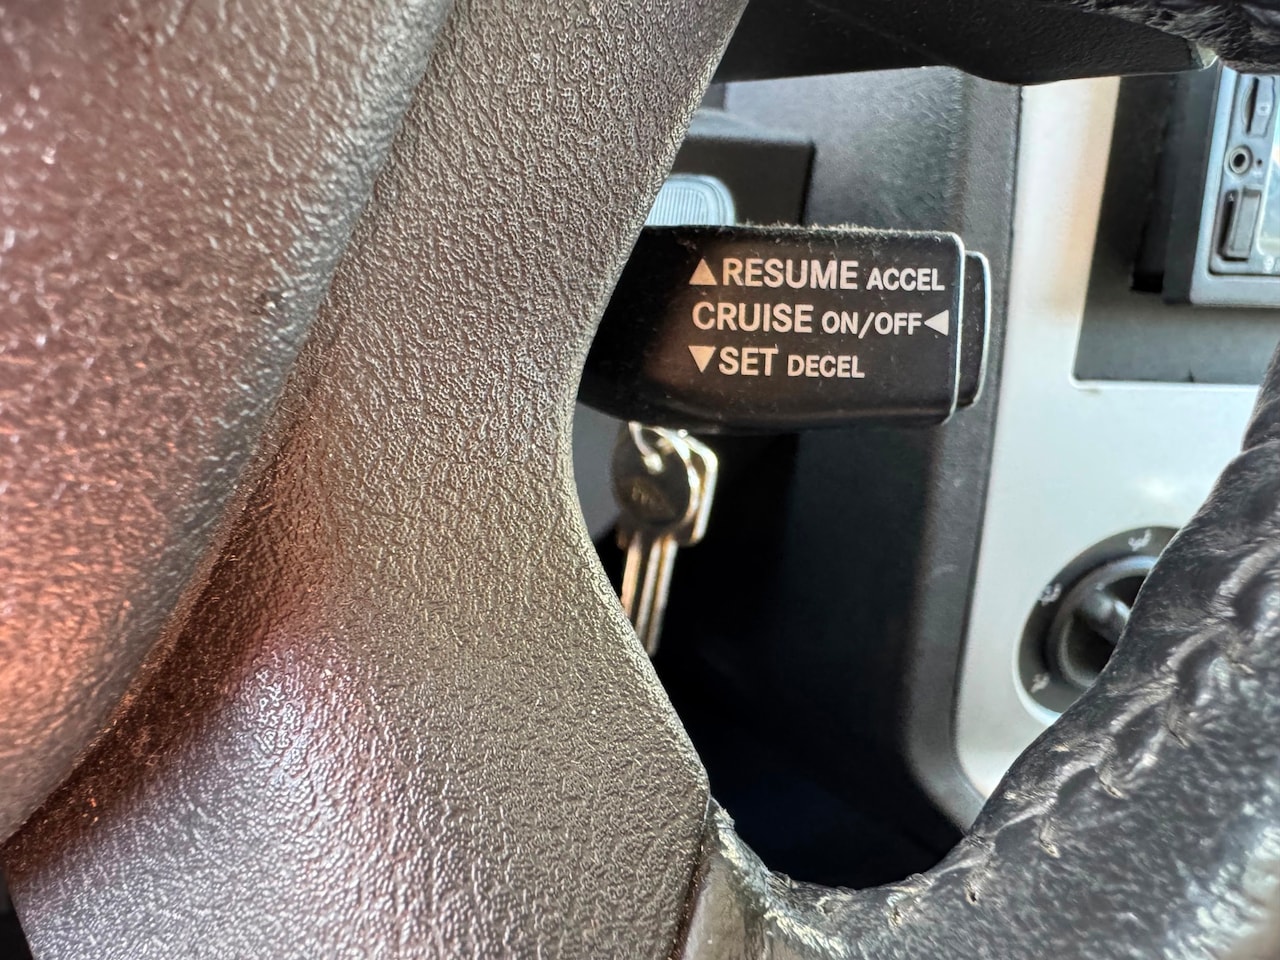 ▲RESUME ACCEL
CRUISE ON/OFF◀
▼SET DECEL